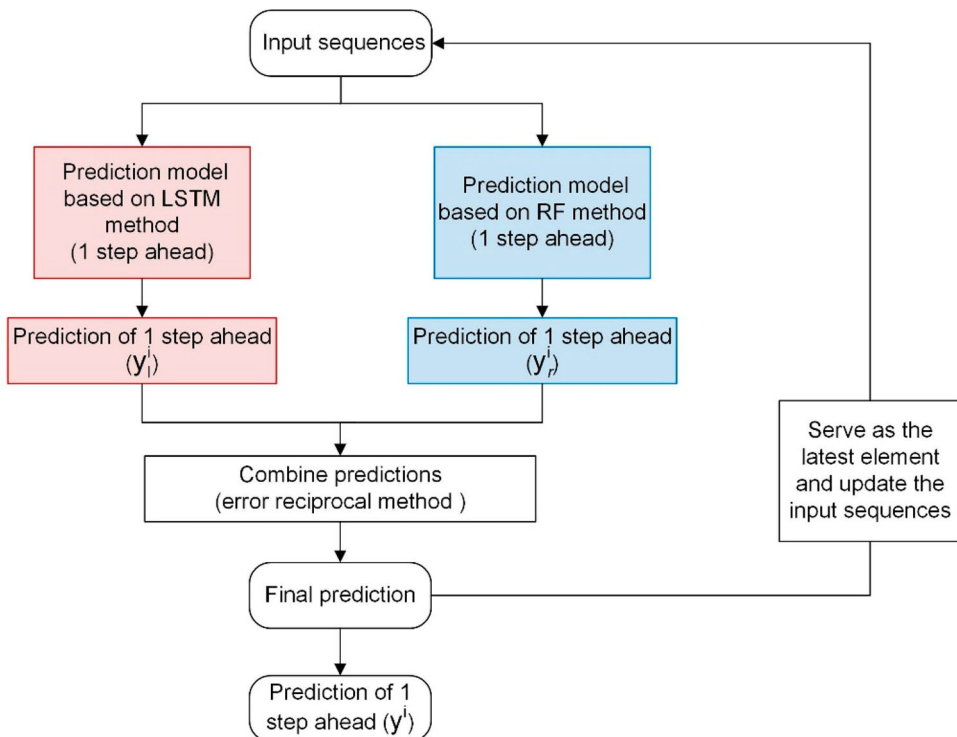 Input sequences
Prediction model
based on LSTM
method
(1 step ahead)
Prediction model
based on RF method
(1 step ahead)
Prediction of 1 step ahead
(y_l^i)
Prediction of 1 step ahead
(y_r^i)
Serve as the
latest element
and update the
input sequences
Combine predictions
(error reciprocal method )
Final prediction
Prediction of 1
step ahead (y^i)